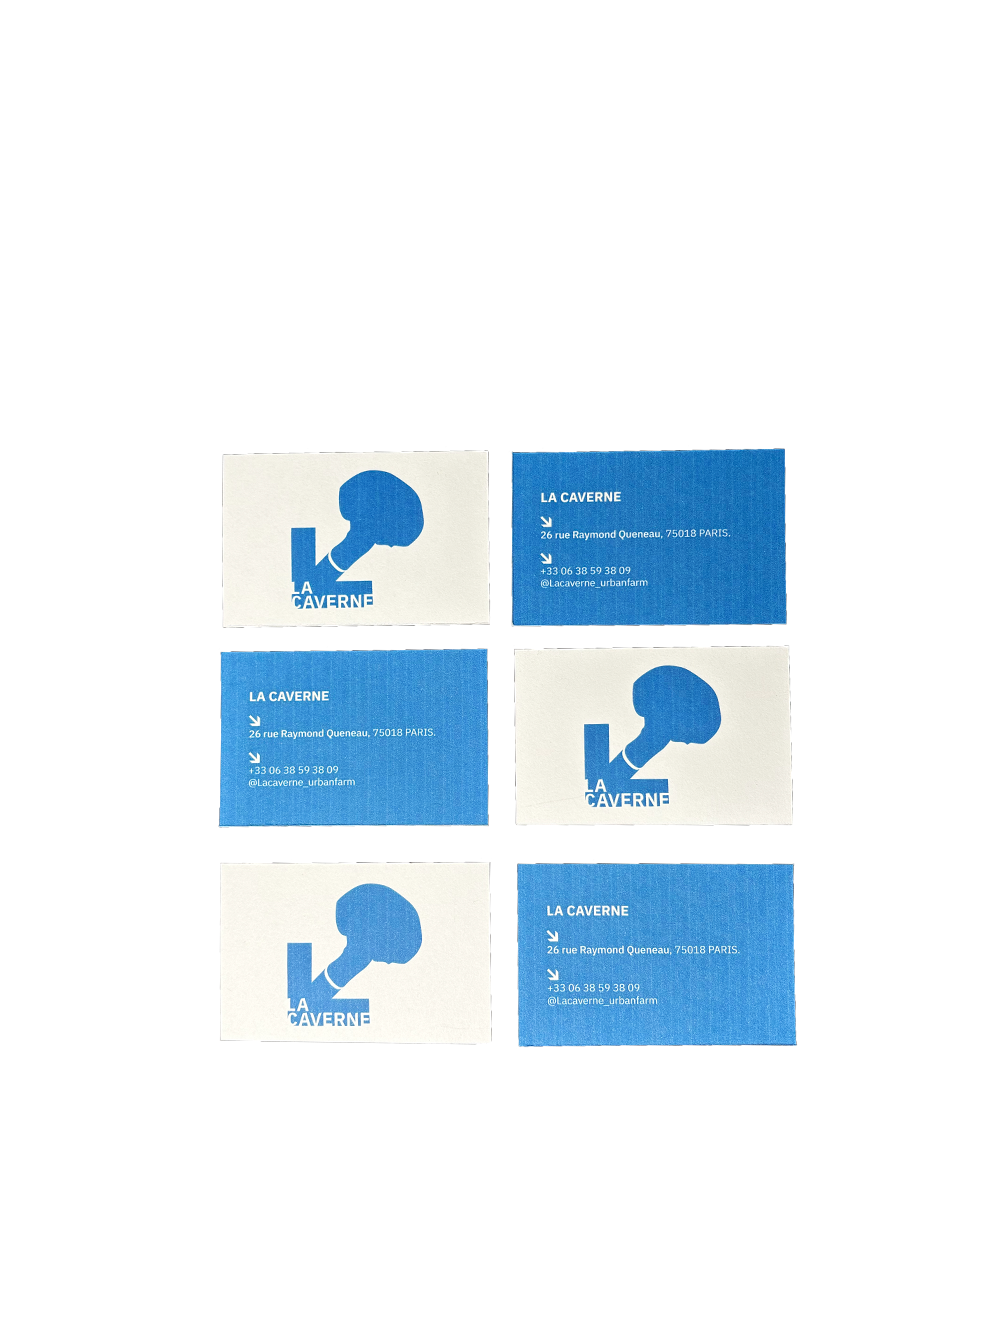 LA
CAVERNE
LA CAVERNE
26 rue Raymond Queneau, 75018 PARIS.
+33 06 38 59 38 09
@Lacaverne_urbanfarm
LA CAVERNE
26 rue Raymond Queneau, 75018 PARIS.
+33 06 38 59 38 09
@Lacaverne_urbanfarm
LA
CAVERNE
LA
CAVERNE
LA CAVERNE
26 rue Raymond Queneau, 75018 PARIS.
+33 06 38 59 38 09
@Lacaverne_urbanfarm